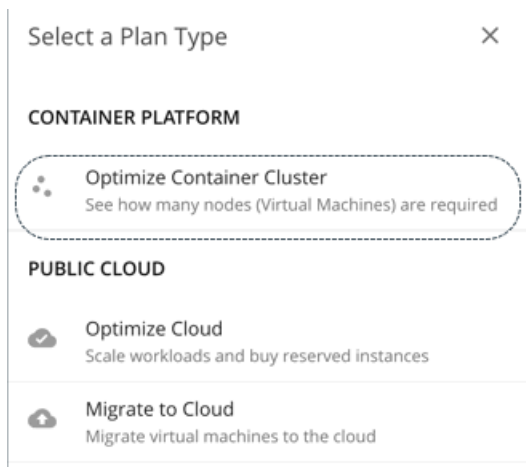 Select a Plan Type
CONTAINER PLATFORM
Optimize Container Cluster
See how many nodes (Virtual Machines) are required
PUBLIC CLOUD
Optimize Cloud
Scale workloads and buy reserved instances
Migrate to Cloud
Migrate virtual machines to the cloud